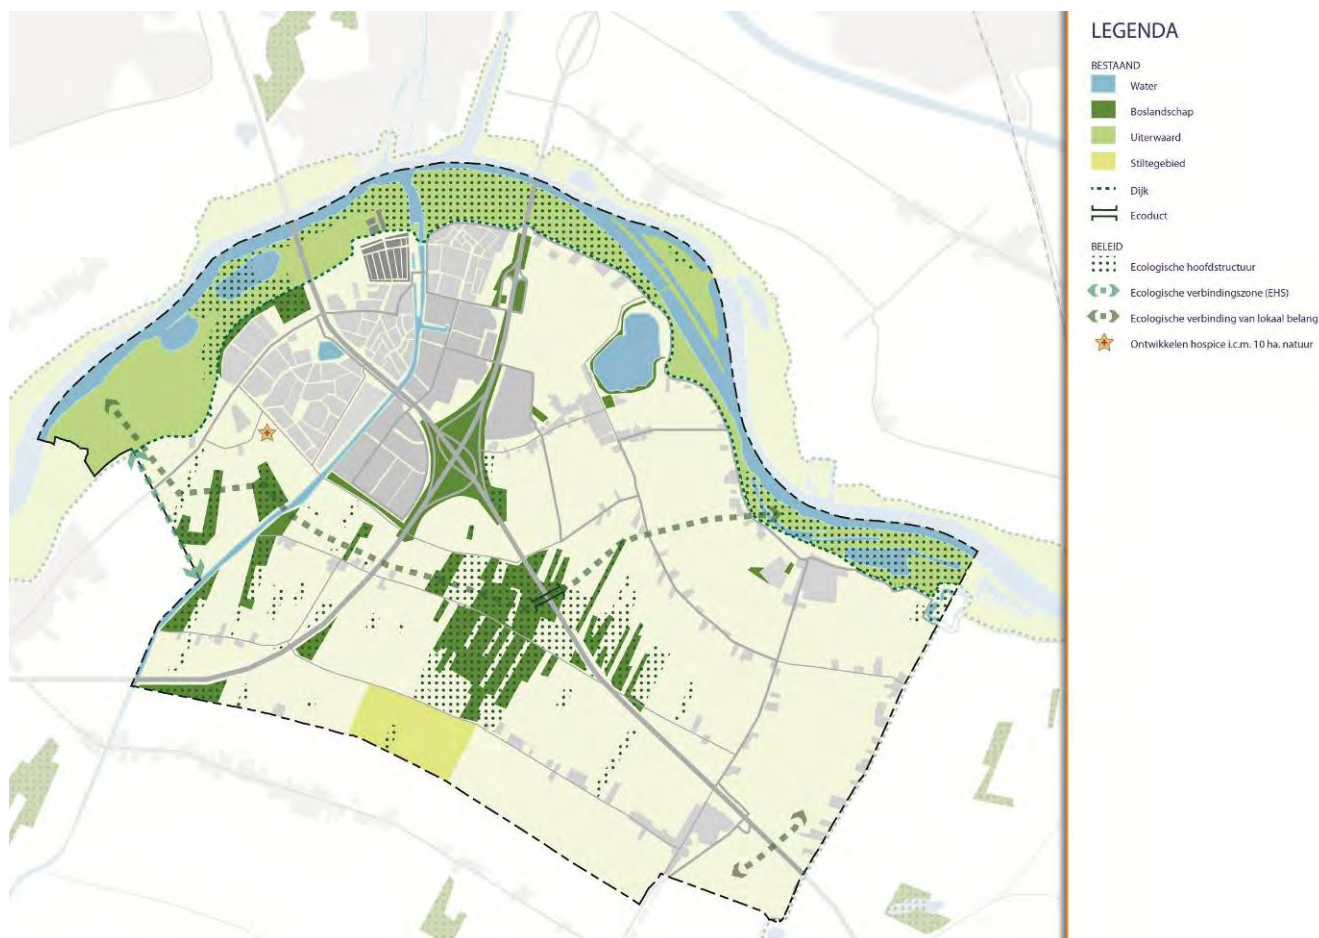 LEGENDA
BESTAAND
Water
Boslandschap
Uiterwaard
Stiltegebied
Dijk
Ecoduct
BELEID
Ecologische hoofdstructuur
Ecologische verbindingszone (EHS)
Ecologische verbinding van lokaal belang
Ontwikkelen hospice i.c.m. 10 ha. natuur